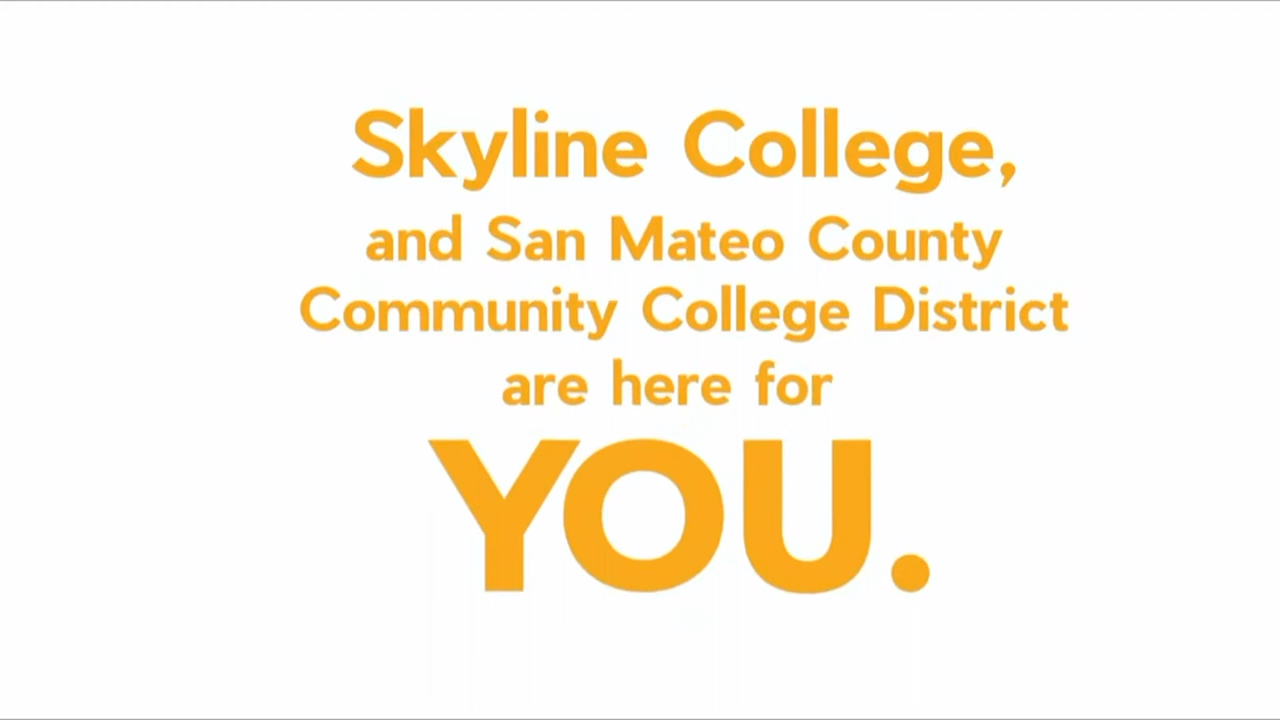 Skyline College,
and San Mateo County
Community College District
are here for
YOU.